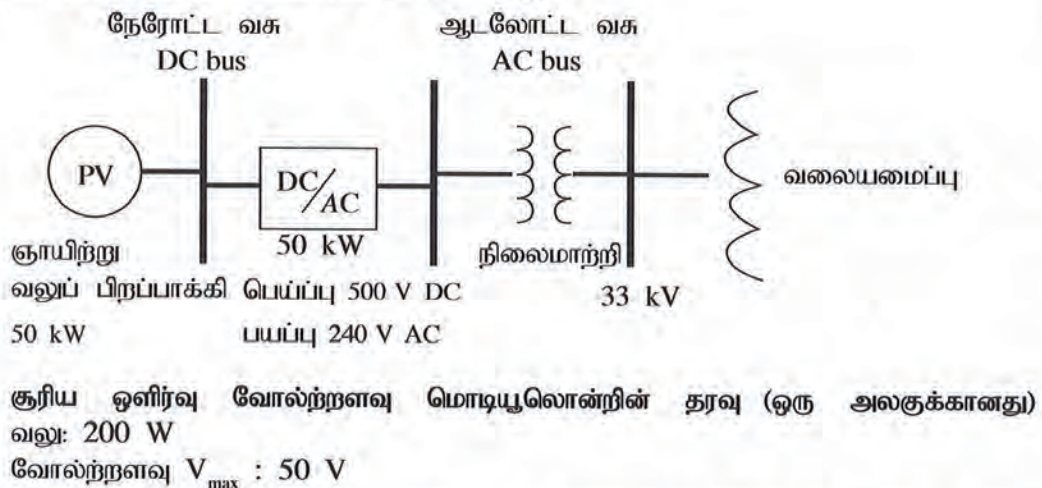 நேரோட்ட வசு ஆடலோட்ட வசு
DC bus AC bus
PV
DC/AC
வலையமைப்பு
ஞாயிற்று 50 kW நிலைமாற்றி
வலுப் பிறப்பாக்கி பெய்ப்பு 500 V DC 33 kV
50 kW பயப்பு 240 V AC
சூரிய ஒளிர்வு வோல்ற்றளவு மொடியூலொன்றின் தரவு (ஒரு அலகுக்கானது)
வலு: 200 W
வோல்ற்றளவு V_max : 50 V